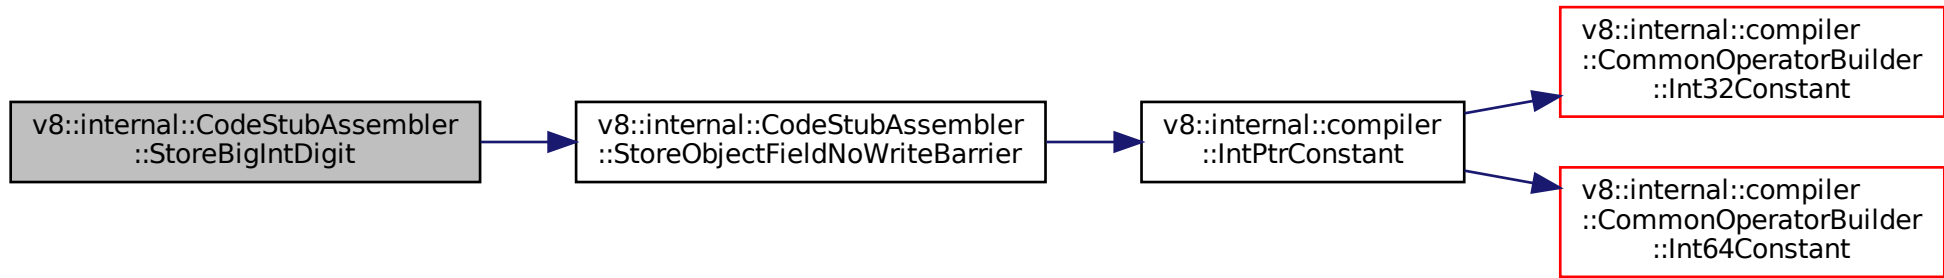 v8::internal::CodeStubAssembler
::StoreBigIntDigit
v8::internal::CodeStubAssembler
::StoreObjectFieldNoWriteBarrier
v8::internal::compiler
::IntPtrConstant
v8::internal::compiler
::CommonOperatorBuilder
::Int32Constant
v8::internal::compiler
::CommonOperatorBuilder
::Int64Constant